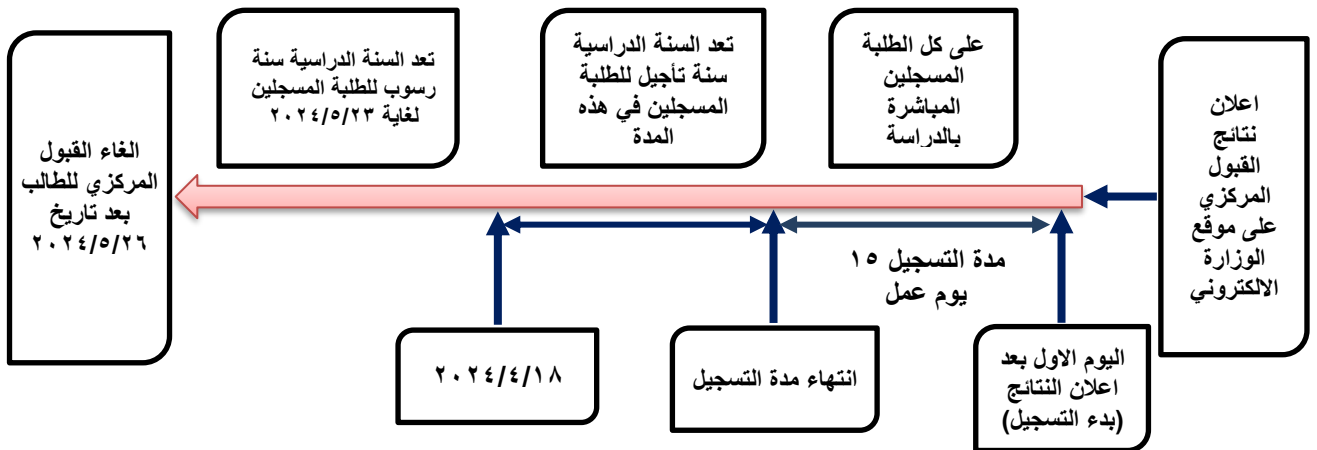 اعلان
نتائج
القبول
المركزي
على موقع
الوزارة
الالكتروني
على كل الطلبة
المسجلين
المباشرة
بالدراسة
تعد السنة الدراسية
سنة تأجيل للطلبة
المسجلين في هذه
المدة
تعد السنة الدراسية سنة
رسوب للطلبة المسجلين
لغاية ٢٠٢٤/٥/٢٣
الغاء القبول
المركزي للطالب
بعد تاريخ
٢٠٢٤/٥/٢٦
مدة التسجيل ١٥
يوم عمل
اليوم الاول بعد
اعلان النتائج
(بدء التسجيل)
انتهاء مدة التسجيل
٢٠٢٤/٤/١٨